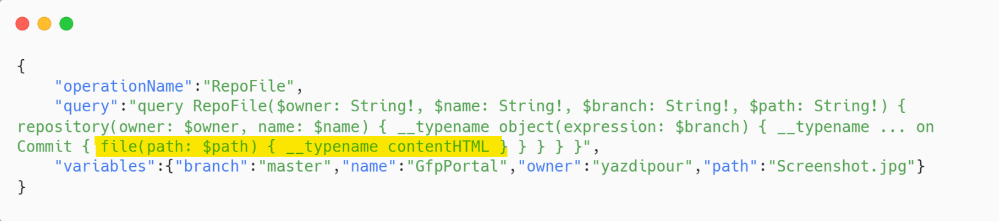 {
"operationName":"RepoFile",
"query":"query RepoFile($owner: String!, $name: String!, $branch: String!, $path: String!) {
repository(owner: $owner, name: $name) { __typename object(expression: $branch) { __typename ... on
Commit { file(path: $path) { __typename contentHTML } } } } }",
"variables":{"branch":"master","name":"GfpPortal","owner":"yazdipour","path":"Screenshot.jpg"}
}